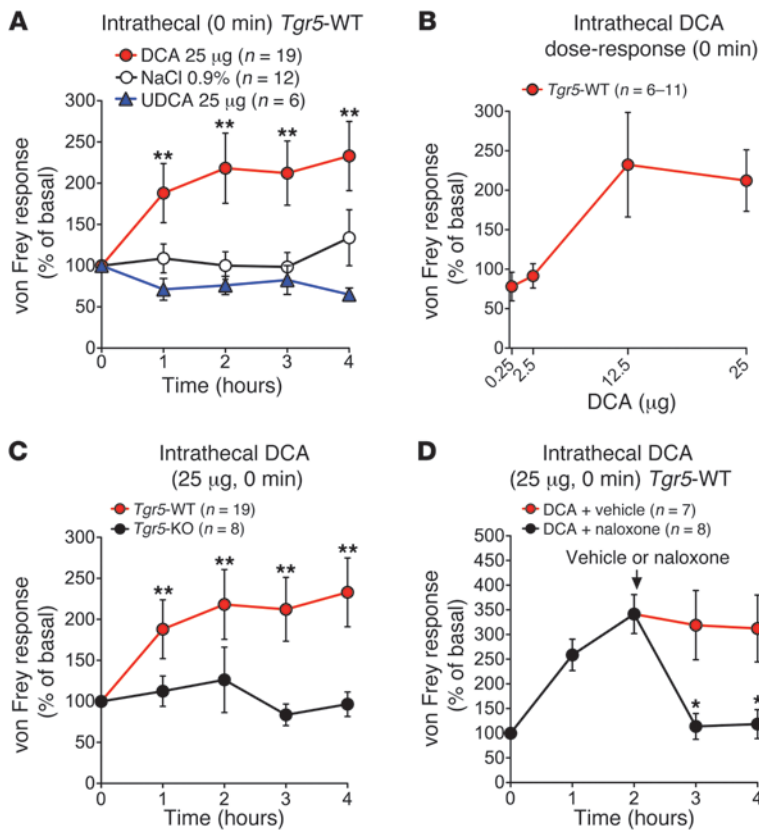 A
Intrathecal (0 min) Tgr5-WT
DCA 25 μg (n = 19)
NaCl 0.9% (n = 12)
UDCA 25 μg (n = 6)
von Frey response
(% of basal)
300
250
200
150
100
50
0
** ** ** **
0 1 2 3 4
Time (hours)
B
Intrathecal DCA
dose-response (0 min)
Tgr5-WT (n = 6–11)
von Frey response
(% of basal)
300
250
200
150
100
50
0
0.25 2.5 12.5 25
DCA (μg)
C
Intrathecal DCA
(25 μg, 0 min)
Tgr5-WT (n = 19)
Tgr5-KO (n = 8)
von Frey response
(% of basal)
300
250
200
150
100
50
0
** ** ** **
0 1 2 3 4
Time (hours)
D
Intrathecal DCA
(25 μg, 0 min) Tgr5-WT
DCA + vehicle (n = 7)
DCA + naloxone (n = 8)
Vehicle or naloxone
von Frey response
(% of basal)
500
450
400
350
300
250
200
150
100
50
0
* *
0 1 2 3 4
Time (hours)